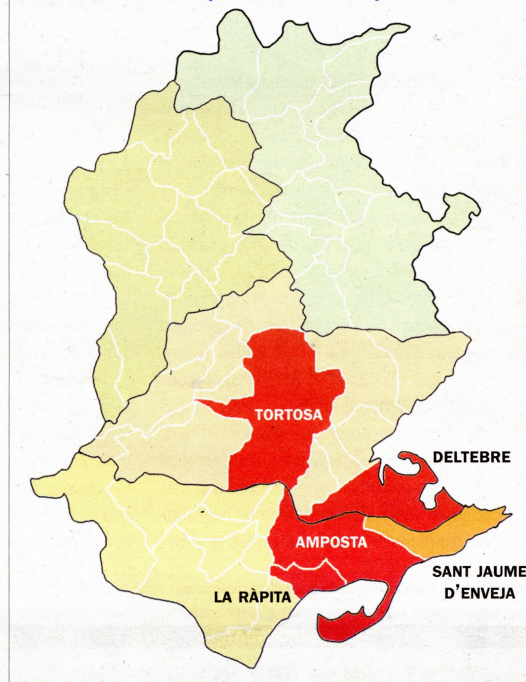 TORTOSA
DELTEBRE
AMPOSTA
SANT JAUME
D'ENVEJA
LA RÀPITA